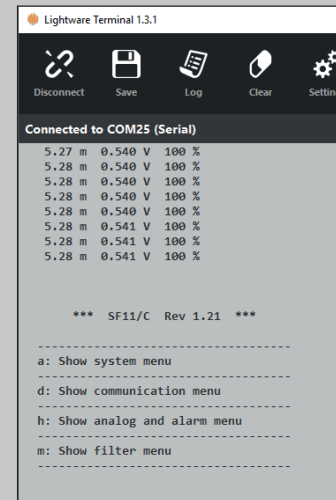 Lightware Terminal 1.3.1
Disconnect Save Log Clear
Connected to COM25 (Serial)
5.27 m 0.540 V 100 %
5.28 m 0.540 V 100 %
5.28 m 0.540 V 100 %
5.28 m 0.540 V 100 %
5.28 m 0.540 V 100 %
5.28 m 0.541 V 100 %
5.28 m 0.541 V 100 %
5.28 m 0.541 V 100 %
*** SF11/C Rev 1.21 ***
-----------------------------------
a: Show system menu
-----------------------------------
d: Show communication menu
-----------------------------------
h: Show analog and alarm menu
-----------------------------------
m: Show filter menu
-----------------------------------